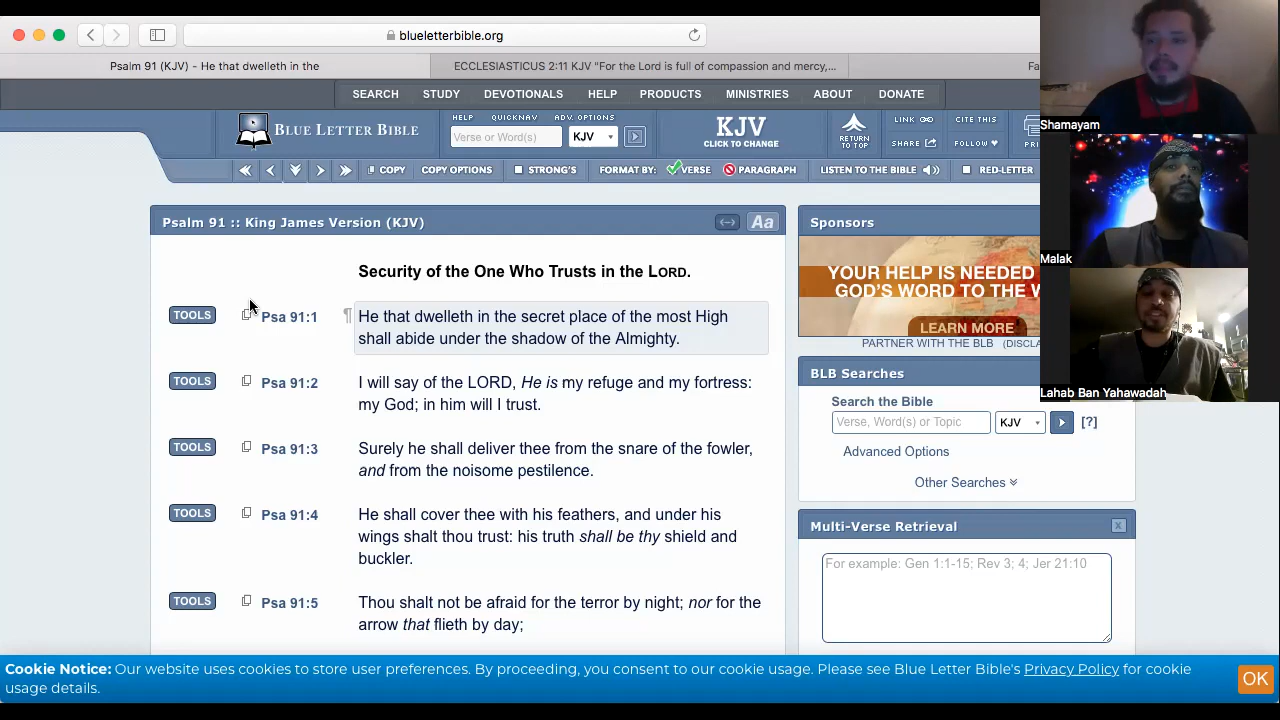 blueletterbible.org
Psalm 91 (KJV) - He that dwelleth in the
ECCLESIASTICUS 2:11 KJV "For the Lord is full of compassion and mercy,...
Fa
SEARCH STUDY DEVOTIONALS HELP PRODUCTS MINISTRIES ABOUT DONATE
HELP QUICKNAV ADV. OPTIONS
BLUE LETTER BIBLE
Verse or Word(s)
KJV
KJV
CLICK TO CHANGE
RETURN
TO TOP
LINK
CITE THIS
SHARE
FOLLOW
PRI
COPY COPY OPTIONS STRONG'S FORMAT BY: VERSE PARAGRAPH LISTEN TO THE BIBLE RED-LETTER
Psalm 91 :: King James Version (KJV)
Aa
Security of the One Who Trusts in the LORD.
TOOLS Psa 91:1 ¶ He that dwelleth in the secret place of the most High
shall abide under the shadow of the Almighty.
TOOLS Psa 91:2 I will say of the LORD, He is my refuge and my fortress:
my God; in him will I trust.
TOOLS Psa 91:3 Surely he shall deliver thee from the snare of the fowler,
and from the noisome pestilence.
TOOLS Psa 91:4 He shall cover thee with his feathers, and under his
wings shalt thou trust: his truth shall be thy shield and
buckler.
TOOLS Psa 91:5 Thou shalt not be afraid for the terror by night; nor for the
arrow that flieth by day;
Sponsors
YOUR HELP IS NEEDED
GOD'S WORD TO THE W
LEARN MORE
PARTNER WITH THE BLB (DISCLA
BLB Searches
Search the Bible
Verse, Word(s) or Topic
KJV
[?]
Advanced Options
Other Searches
Multi-Verse Retrieval
x
For example: Gen 1:1-15; Rev 3; 4; Jer 21:10
Shamayam
Malak
Lahab Ban Yahawadah
Cookie Notice: Our website uses cookies to store user preferences. By proceeding, you consent to our cookie usage. Please see Blue Letter Bible's Privacy Policy for cookie
usage details.
OK